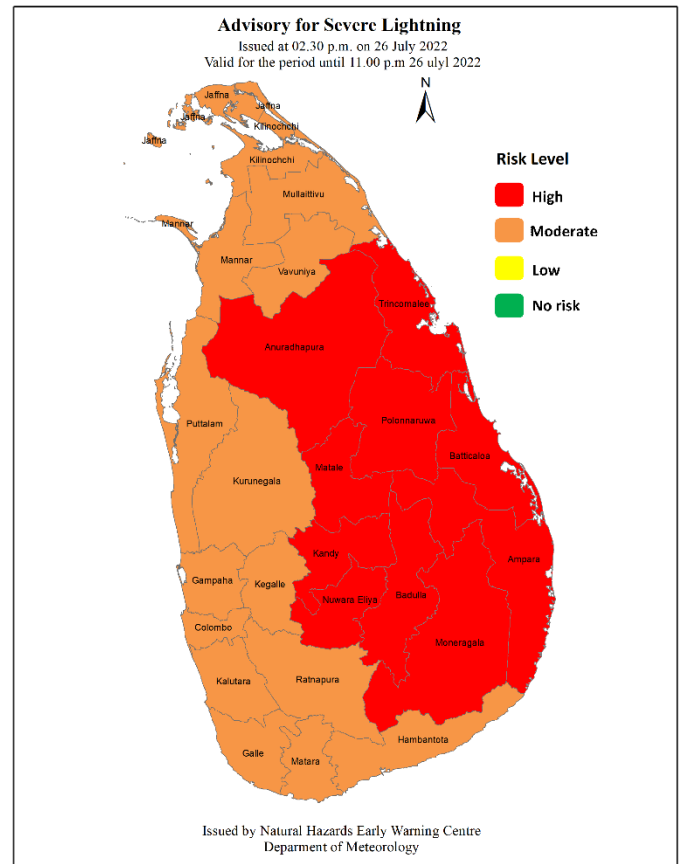 Advisory for Severe Lightning
Issued at 02.30 p.m. on 26 July 2022
Valid for the period until 11.00 p.m 26 ulyl 2022
N
Jaffna
Jaffna
Jaffna
Kilinochchi
Jaffna
Kilinochchi
Risk Level
High
Mullaittivu
Mannar
Moderate
Mannar
Vavuniya
Low
Trincomalee
No risk
Anuradhapura
Puttalam
Polonnaruwa
Kurunegala
Matale
Batticaloa
Kandy
Ampara
Gampaha
Kegalle
Nuwara Eliya
Badulla
Colombo
Moneragala
Kalutara
Ratnapura
Hambantota
Galle
Matara
Issued by Natural Hazards Early Warning Centre
Deparment of Meteorology